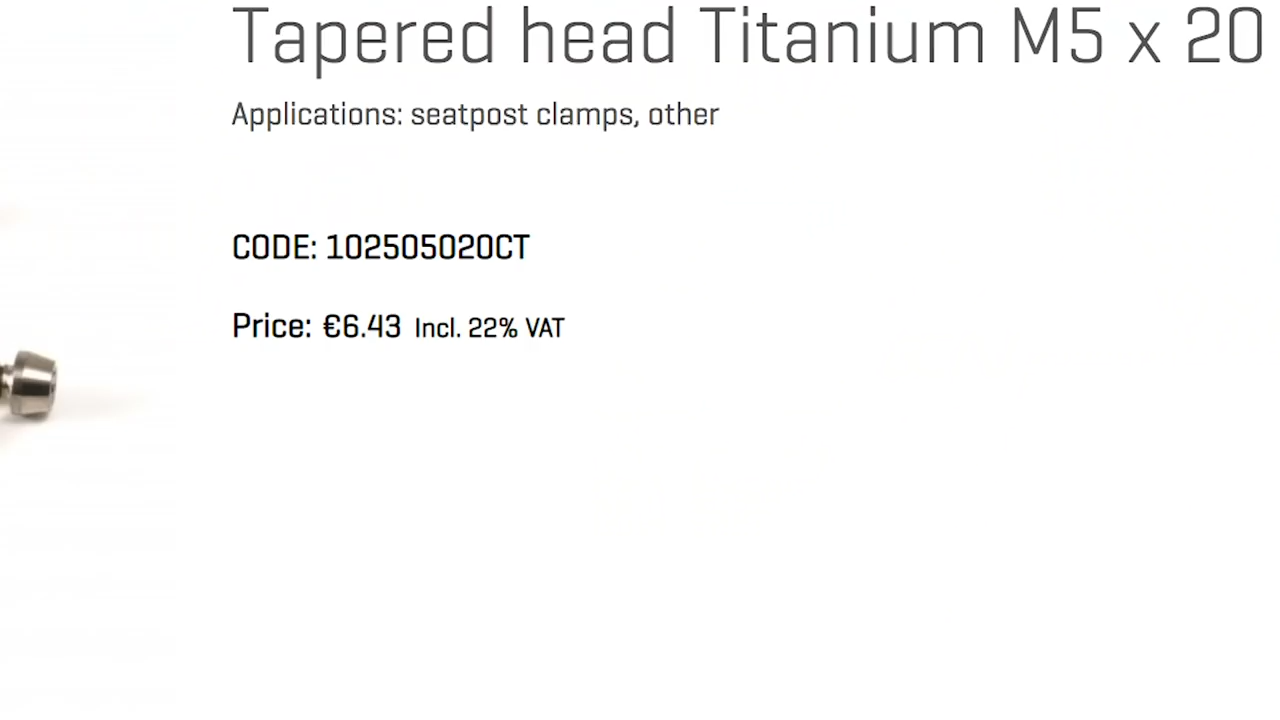 Tapered head Titanium M5 x 20
Applications: seatpost clamps, other
CODE: 102505020CT
Price: €6.43 Incl. 22% VAT